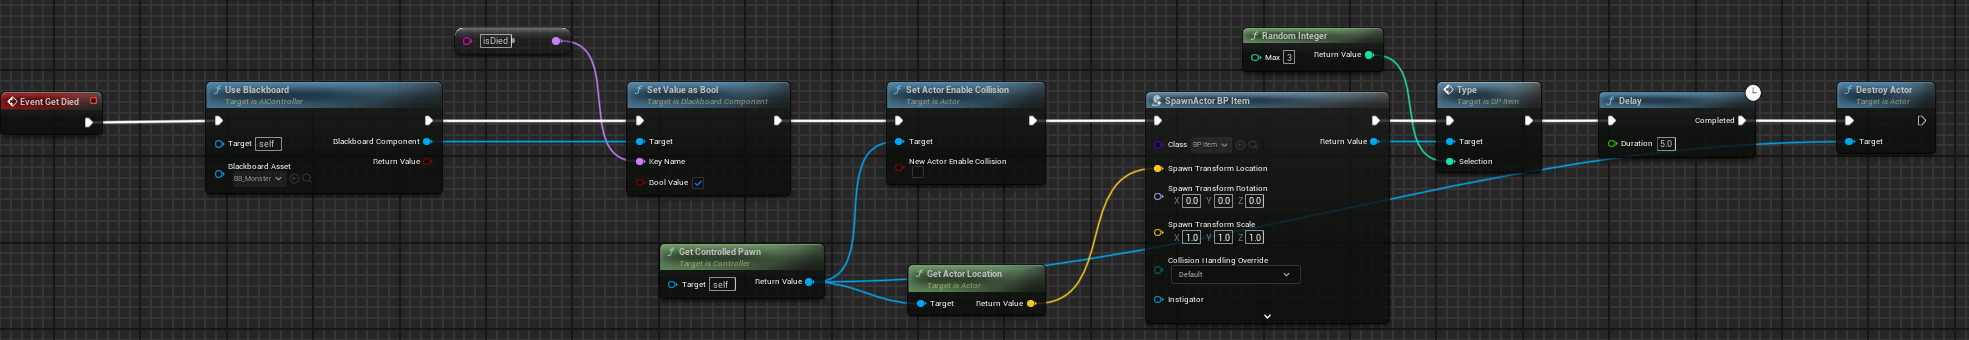 isDied
Event Get Died
Use Blackboard
Target is AIController
Target self
Blackboard Component
Blackboard Asset
BB_Monster
Return Value
Set Value as Bool
Target is Blackboard Component
Target
Key Name
Bool Value
Set Actor Enable Collision
Target is Actor
Target
New Actor Enable Collision
Get Controlled Pawn
Target is Controller
Target self
Return Value
Get Actor Location
Target is Actor
Target
Return Value
SpawnActor BP Item
Class BP Item
Return Value
Spawn Transform Location
Spawn Transform Rotation
X 0.0 Y 0.0 Z 0.0
Spawn Transform Scale
X 1.0 Y 1.0 Z 1.0
Collision Handling Override
Default
Instigator
Random Integer
Max 3
Return Value
Type
Target is BP Item
Target
Selection
Delay
Completed
Duration 5.0
Destroy Actor
Target is Actor
Target